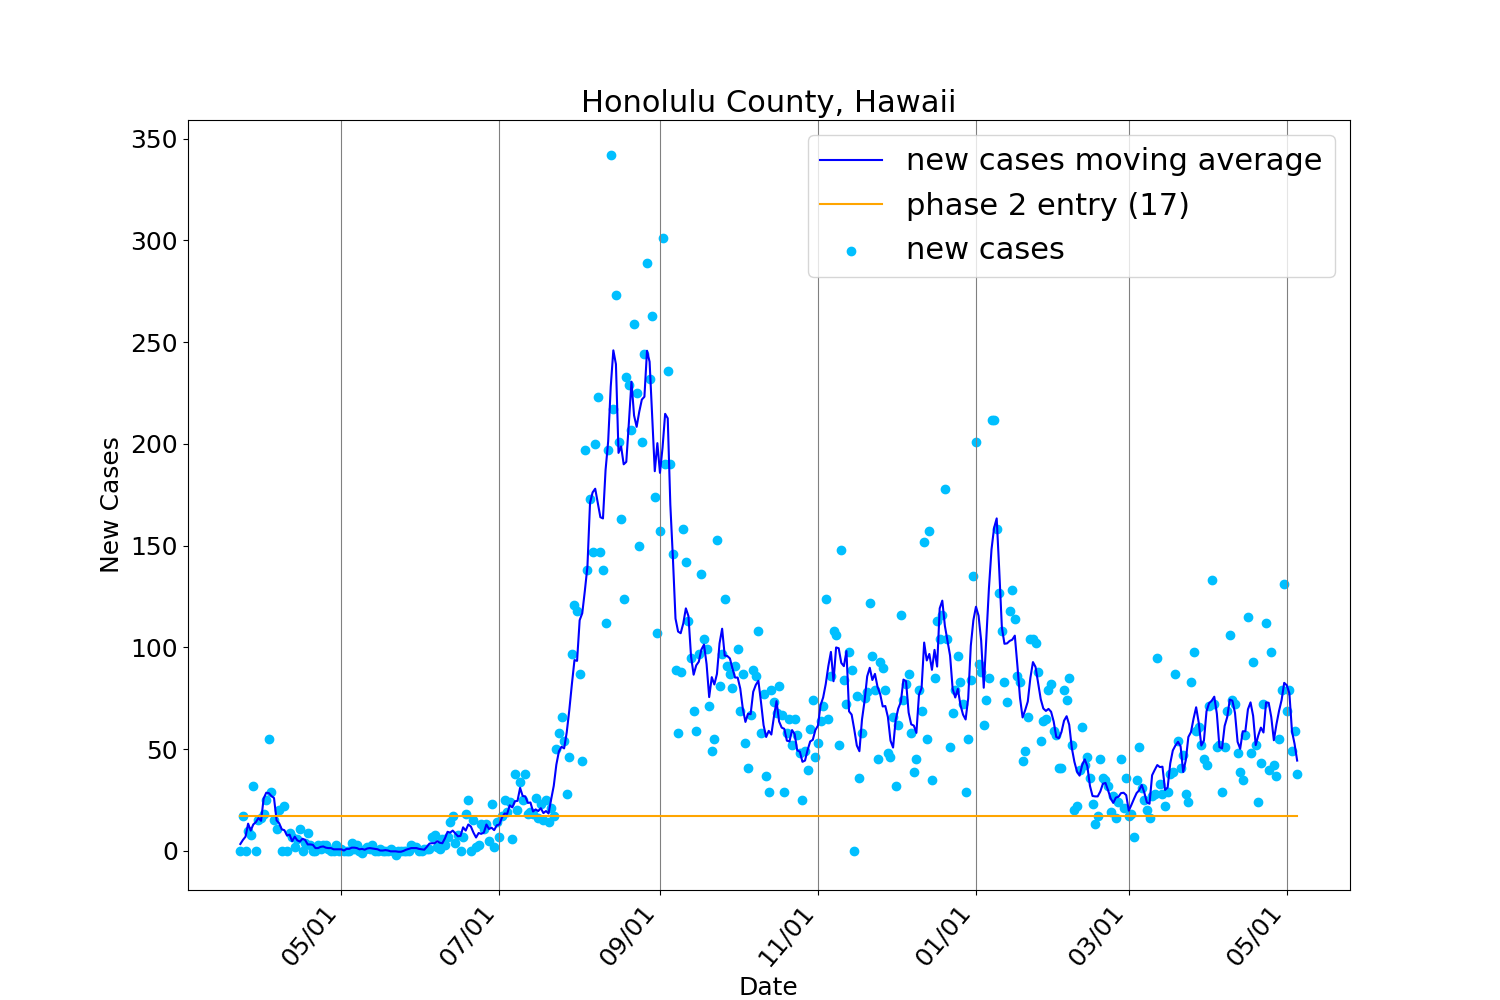 Honolulu County, Hawaii
new cases moving average
phase 2 entry (17)
new cases
350
300
250
200
150
100
50
0
New Cases
05/01
07/01
09/01
11/01
01/01
03/01
05/01
Date